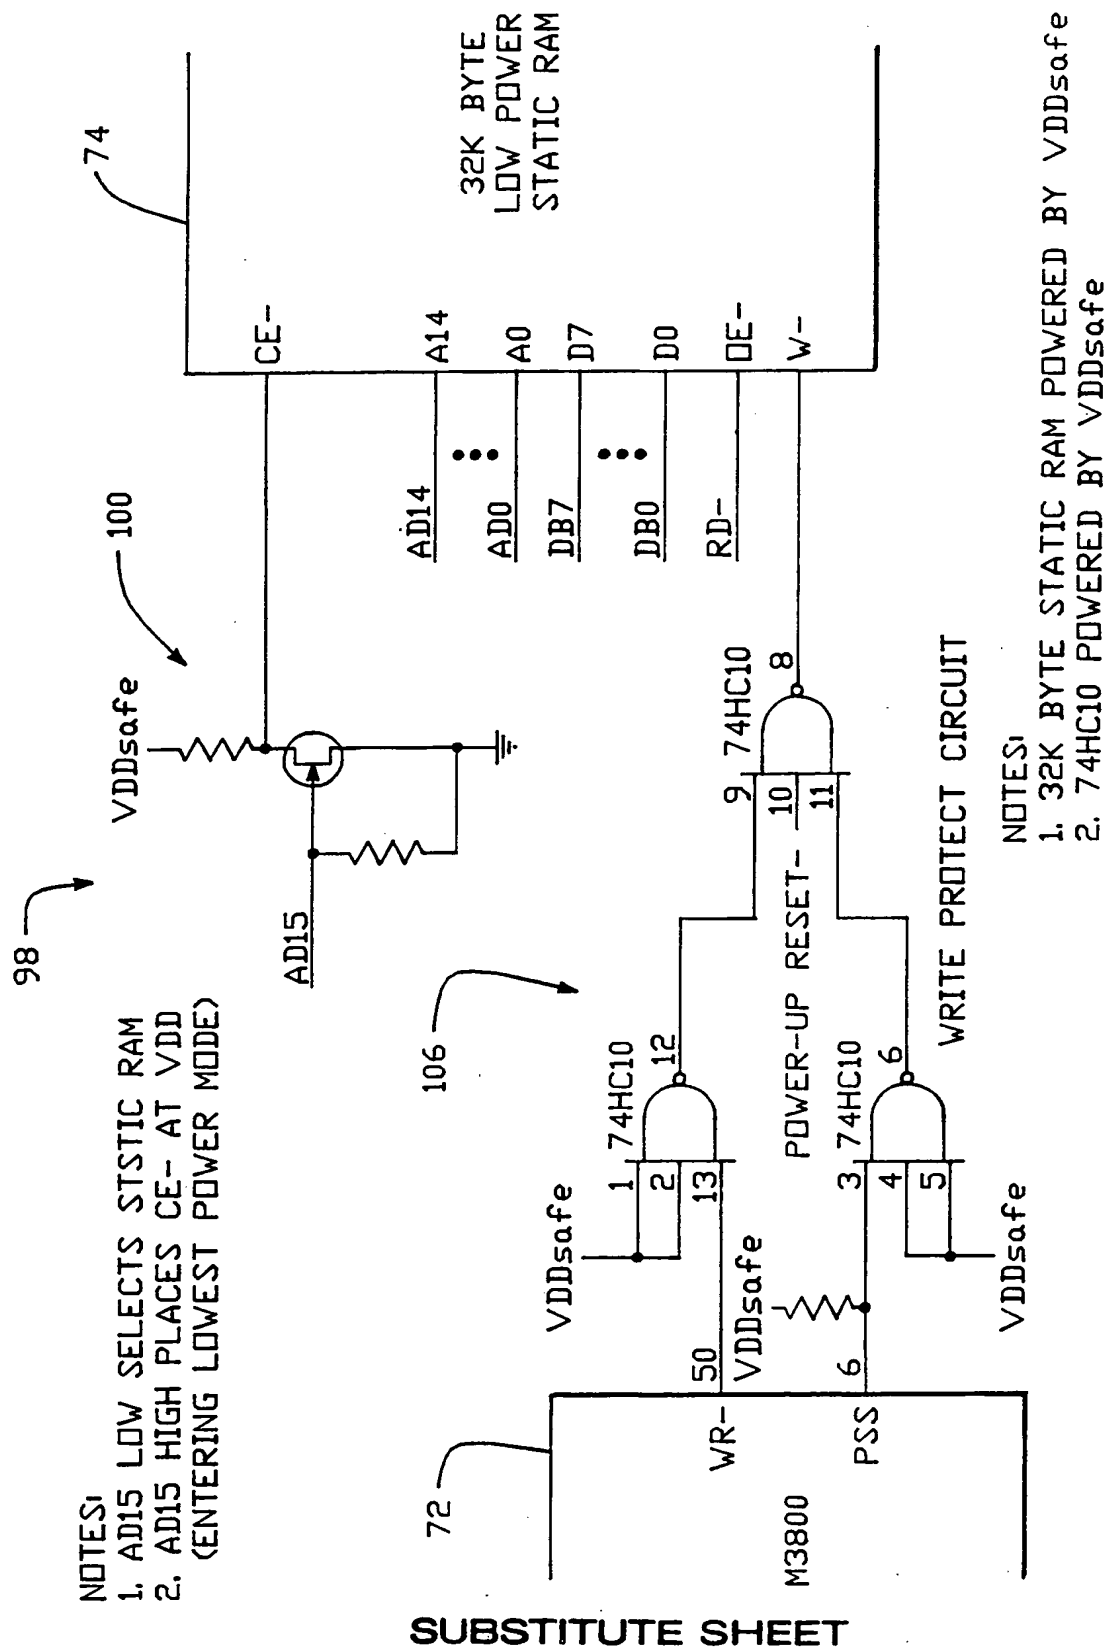 NOTES:
1. AD15 LOW SELECTS STSTIC RAM
2. AD15 HIGH PLACES CE- AT VDD
(ENTERING LOWEST POWER MODE)
98
100
74
VDDsafe
AD15
CE-
32K BYTE
LOW POWER
STATIC RAM
AD14
A14
AD0
A0
DB7
D7
DB0
D0
RD-
OE-
W-
106
72
M3800
WR-
50
PSS
6
VDDsafe
VDDsafe
VDDsafe
1
2
13
74HC10
12
3
4
5
74HC10
6
POWER-UP RESET-
9
10
11
74HC10
8
WRITE PROTECT CIRCUIT
NOTES:
1. 32K BYTE STATIC RAM POWERED BY VDDsafe
2. 74HC10 POWERED BY VDDsafe
SUBSTITUTE SHEET